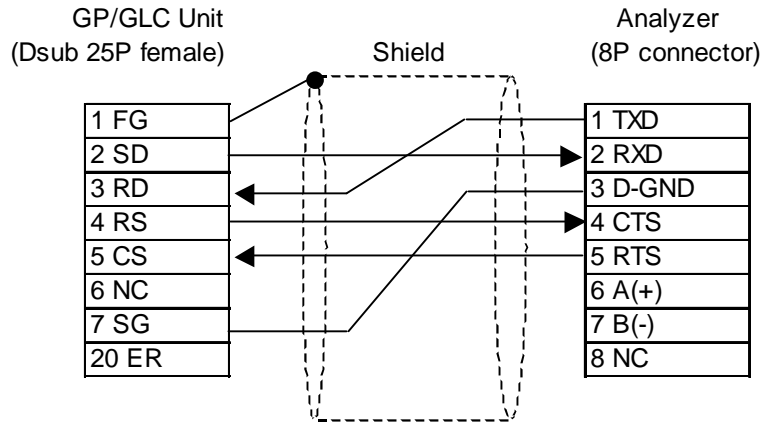 GP/GLC Unit
(Dsub 25P female)
Shield
Analyzer
(8P connector)
1 FG
2 SD
3 RD
4 RS
5 CS
6 NC
7 SG
20 ER
1 TXD
2 RXD
3 D-GND
4 CTS
5 RTS
6 A(+)
7 B(-)
8 NC